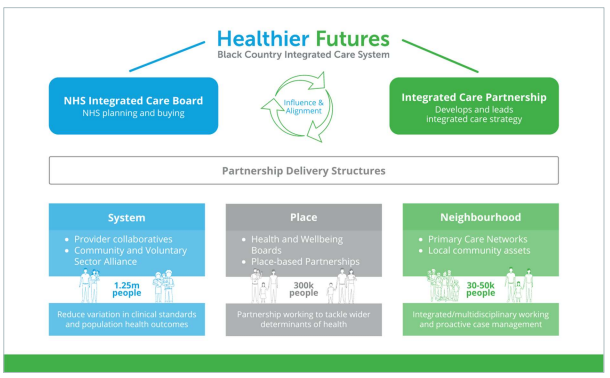 Healthier Futures
Black Country Integrated Care System
NHS Integrated Care Board
NHS planning and buying
Influence &
Alignment
Integrated Care Partnership
Develops and leads
integrated care strategy
Partnership Delivery Structures
System
• Provider collaboratives
• Community and Voluntary
Sector Alliance
1.25m
people
Reduce variation in clinical standards
and population health outcomes
Place
• Health and Wellbeing
Boards
• Place-based Partnerships
300k
people
Partnership working to tackle wider
determinants of health
Neighbourhood
• Primary Care Networks
• Local community assets
30-50k
people
Integrated/multidisciplinary working
and proactive case management